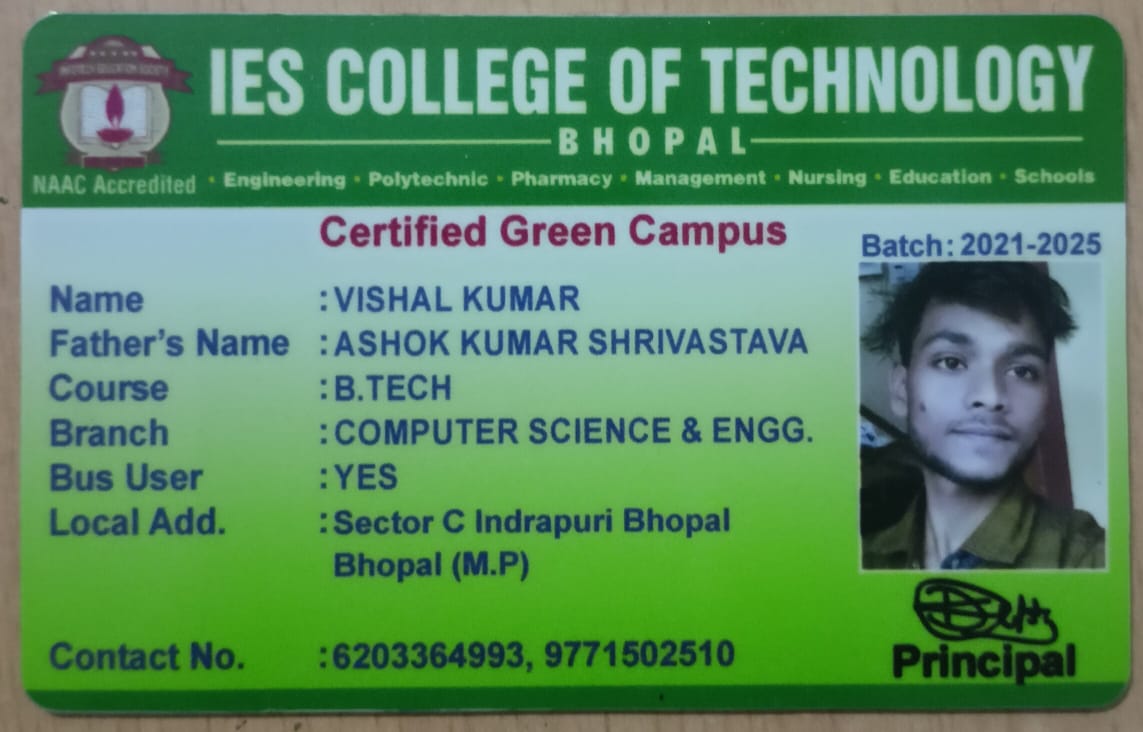 INFOTECH EDUCATION SOCIETY
IES COLLEGE OF TECHNOLOGY
BHOPAL
NAAC Accredited • Engineering • Polytechnic • Pharmacy • Management • Nursing • Education • Schools
Certified Green Campus
Batch: 2021-2025
Name : VISHAL KUMAR
Father's Name : ASHOK KUMAR SHRIVASTAVA
Course : B.TECH
Branch : COMPUTER SCIENCE & ENGG.
Bus User : YES
Local Add. : Sector C Indrapuri Bhopal
Bhopal (M.P)
Contact No. : 6203364993, 9771502510
Principal